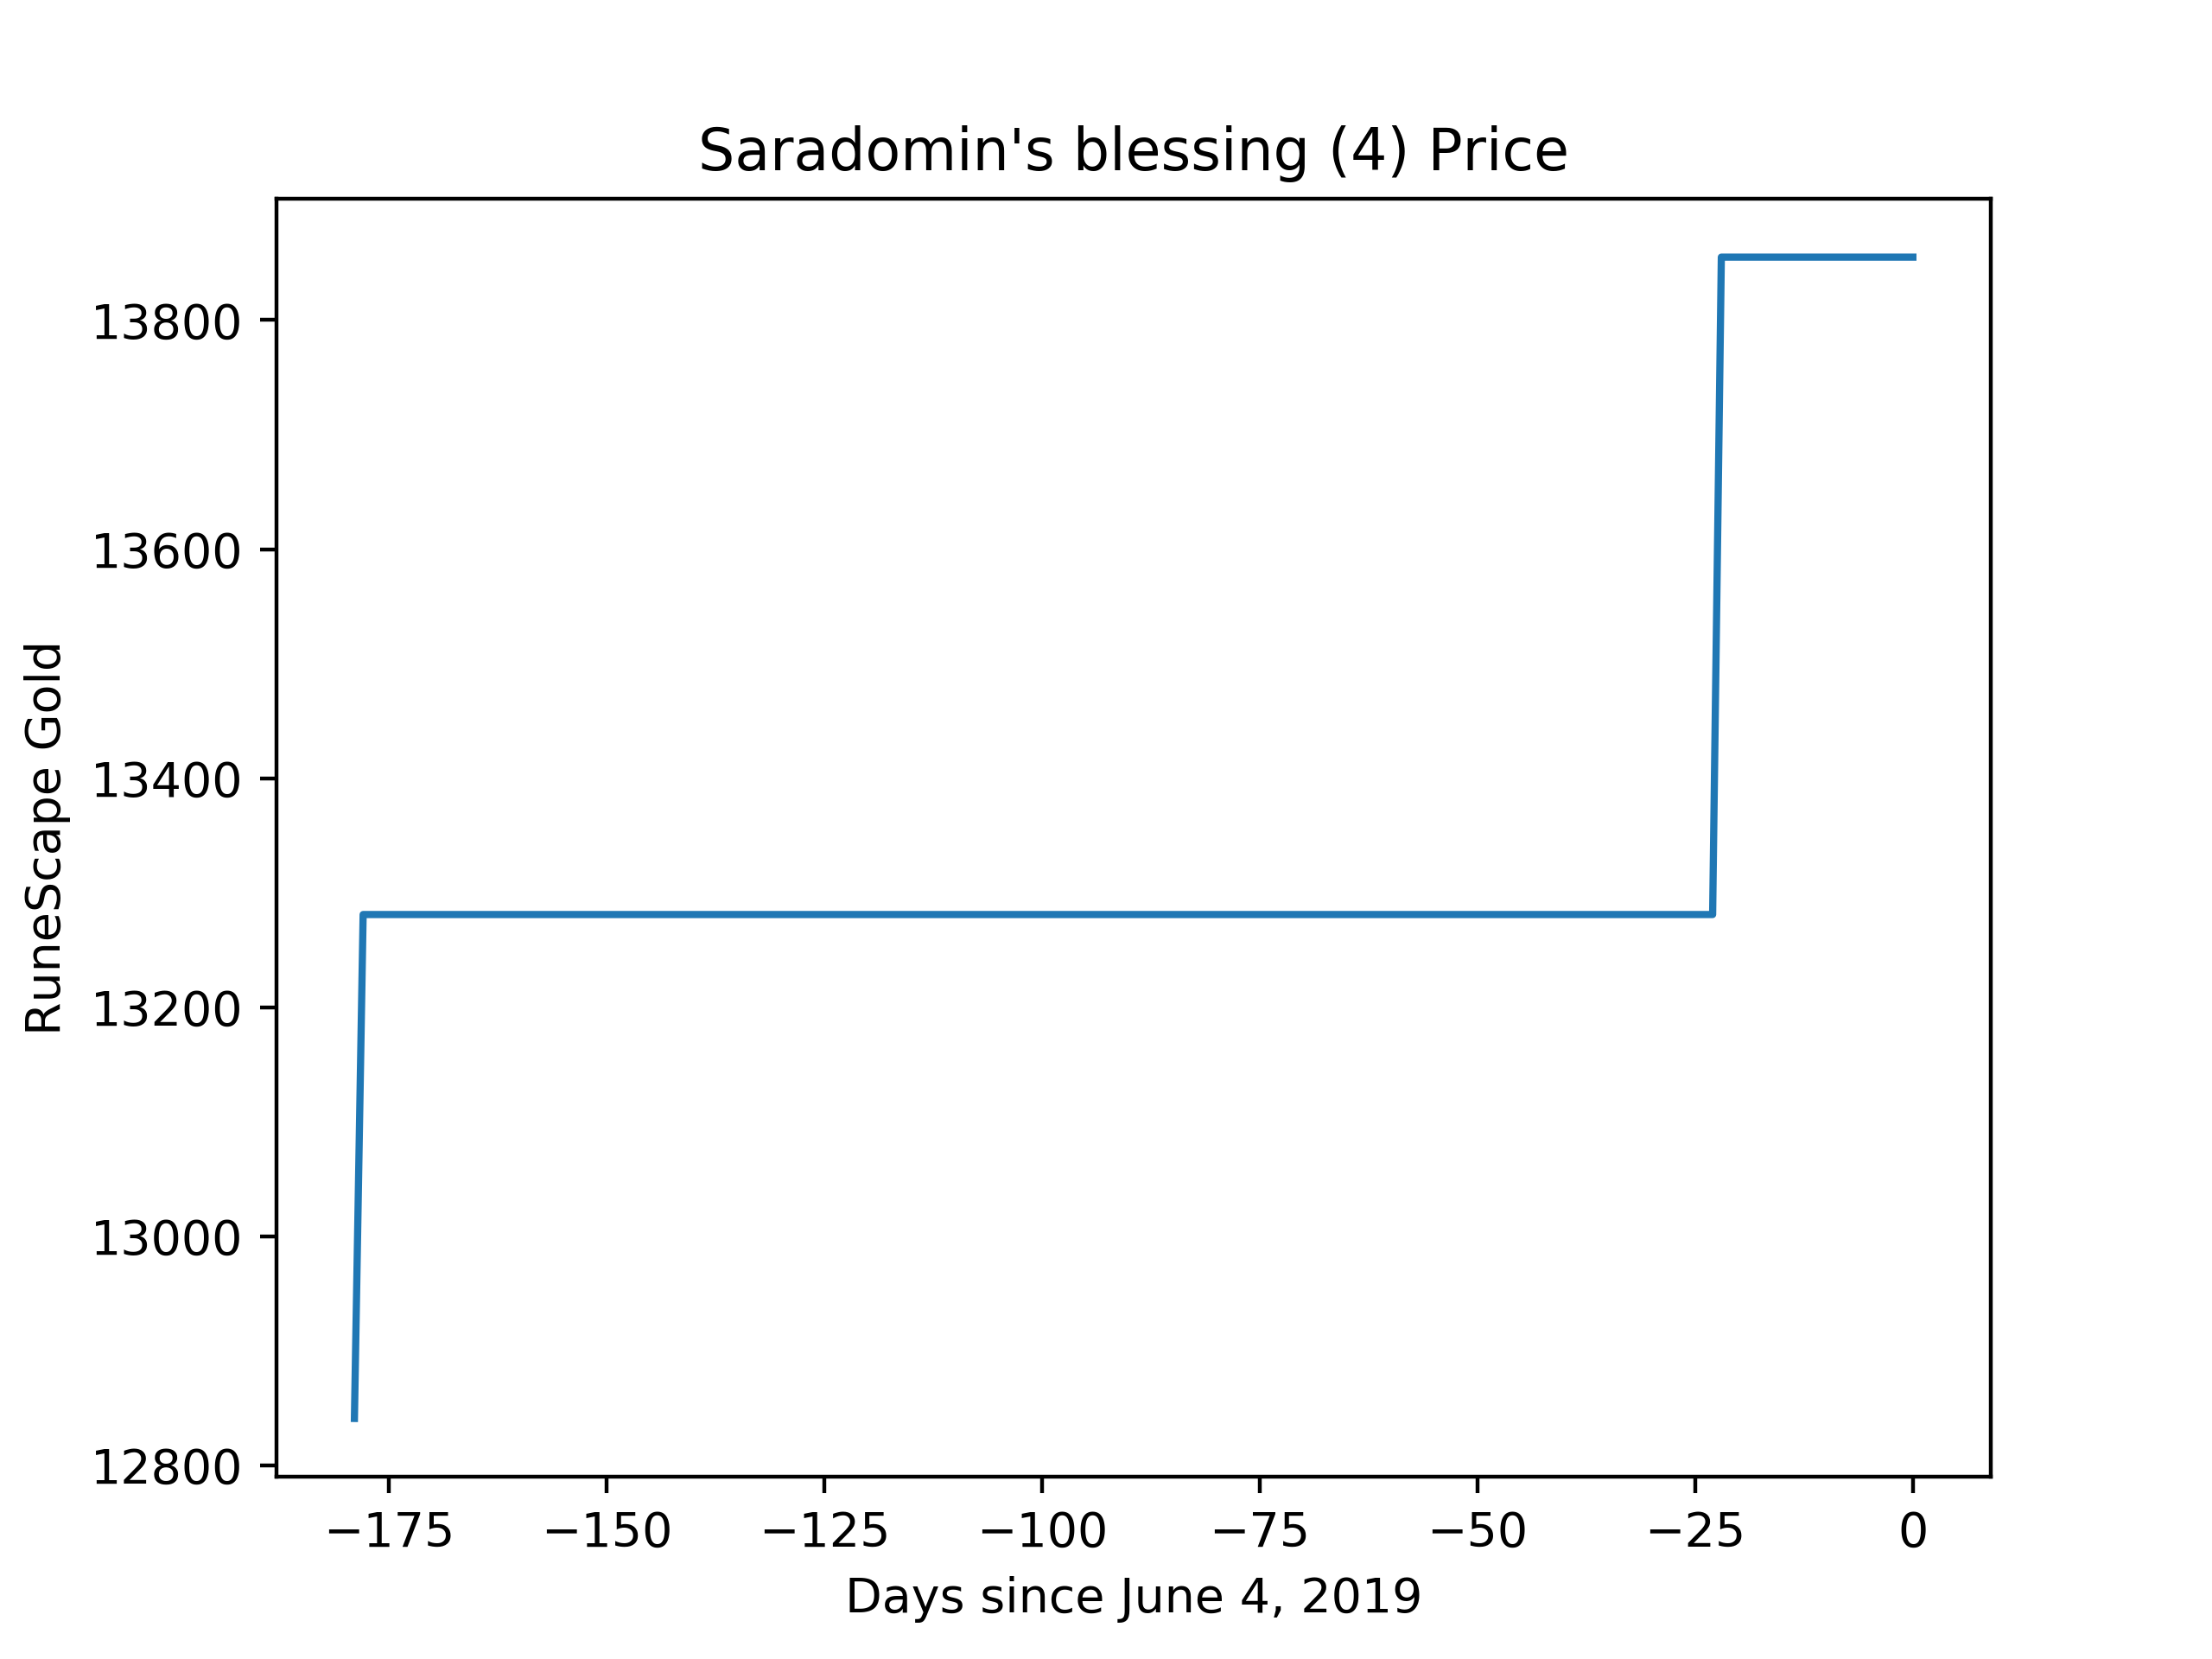 Saradomin's blessing (4) Price
RuneScape Gold
13800
13600
13400
13200
13000
12800
−175 −150 −125 −100 −75 −50 −25 0
Days since June 4, 2019